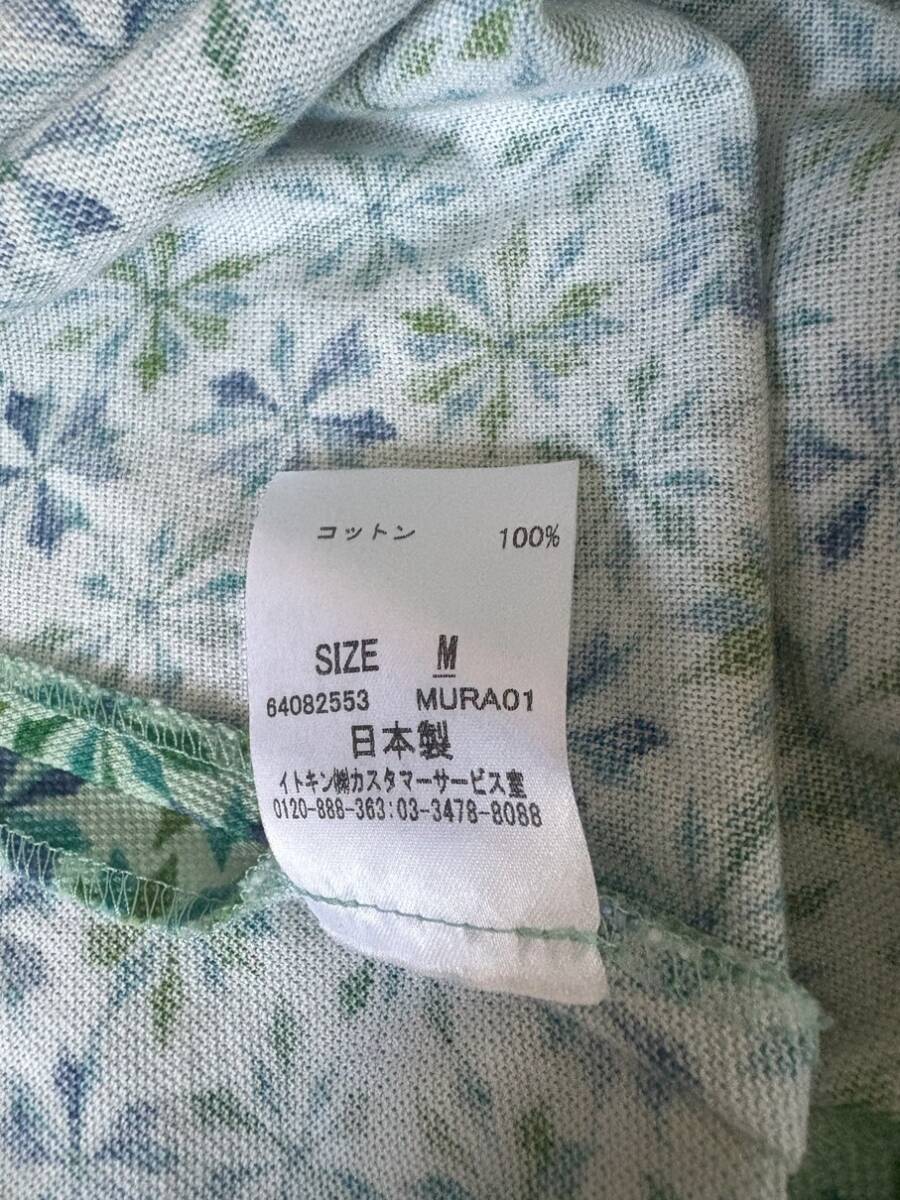 コットン 100%
SIZE M
64082553 MURA01
日本製
イトキン㈱カスタマーサービス室
0120-888-363:03-3478-8088